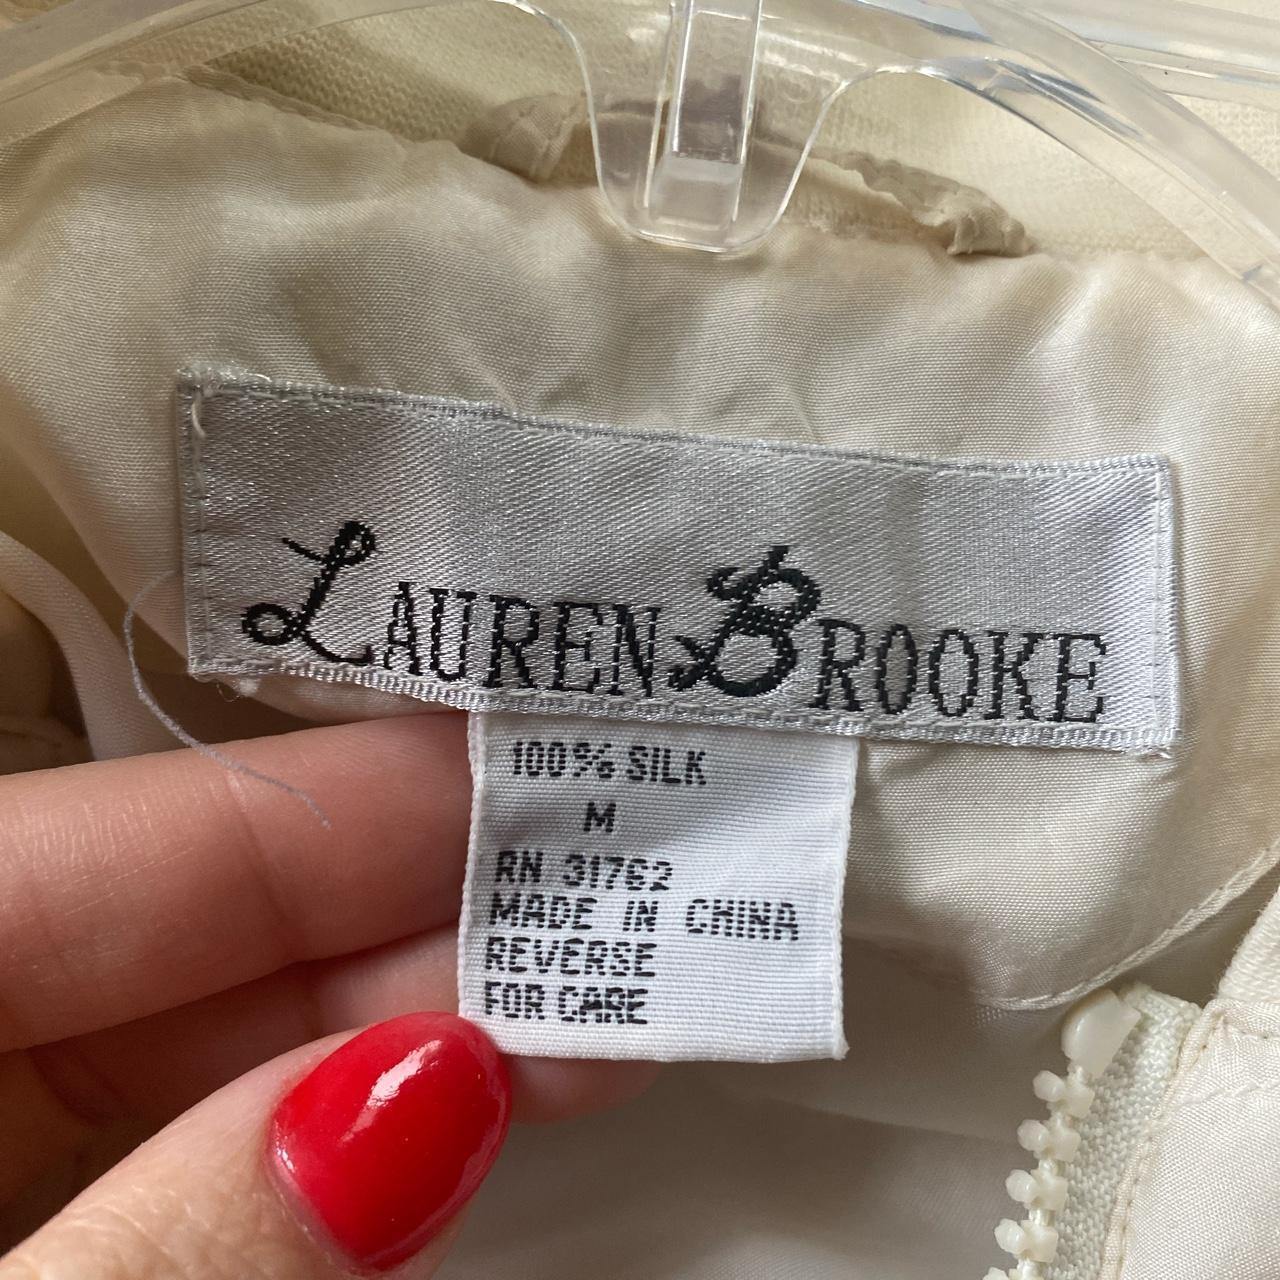 LAUREN BROOKE
100% SILK
M
RN 31762
MADE IN CHINA
REVERSE
FOR CARE